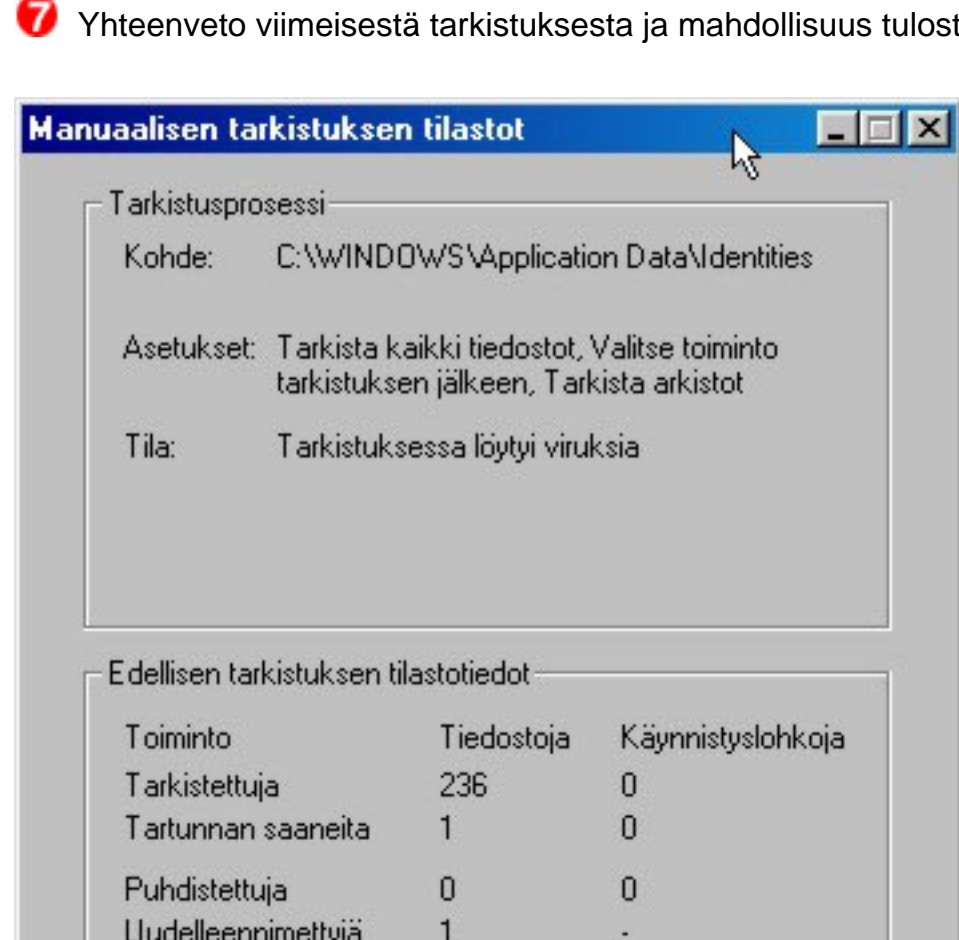 7 Yhteenveto viimeisestä tarkistuksesta ja mahdollisuus
Manuaalisen tarkistuksen tilastot
Tarkistusprosessi
Kohde: C:\WINDOWS\Application Data\Identities
Asetukset: Tarkista kaikki tiedostot, Valitse toiminto
tarkistuksen jälkeen, Tarkista arkistot
Tila: Tarkistuksessa löytyi viruksia
Edellisen tarkistuksen tilastotiedot
Toiminto Tiedostoja Käynnistyslohkoja
Tarkistettuja 236 0
Tartunnan saaneita 1 0
Puhdistettuja 0 0
Uudelleennimettyjä 1 -